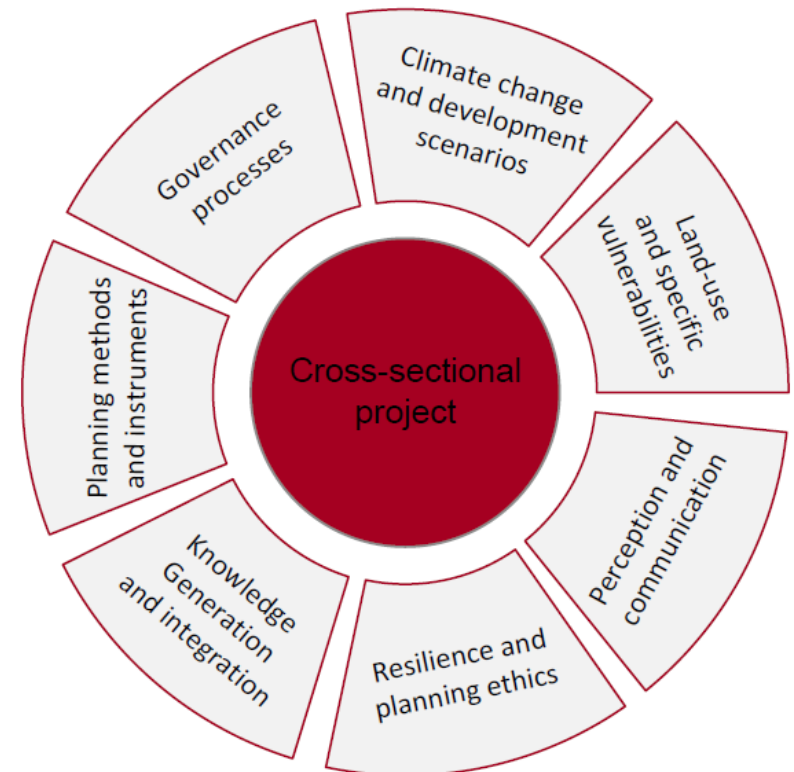 Climate change
and development
scenarios
Land-use
and specific
vulnerabilities
Perception and
communication
Resilience and
planning ethics
Knowledge
Generation
and integration
Planning methods
and instruments
Governance
processes
Cross-sectional
project